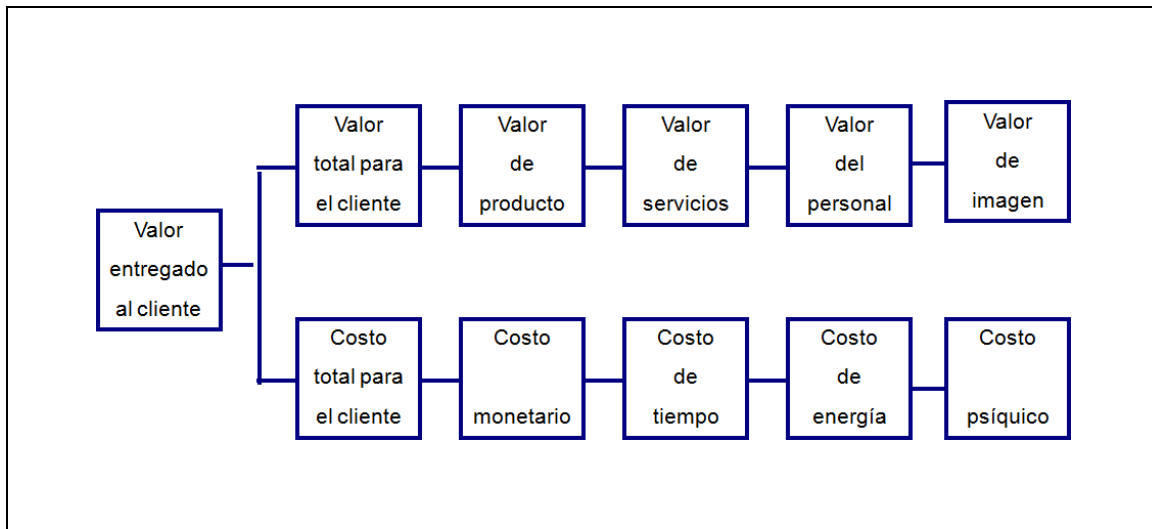 Valor
entregado
al cliente
Valor
total para
el cliente
Valor
de
producto
Valor
de
servicios
Valor
del
personal
Valor
de
imagen
Costo
total para
el cliente
Costo
monetario
Costo
de
tiempo
Costo
de
energía
Costo
psíquico